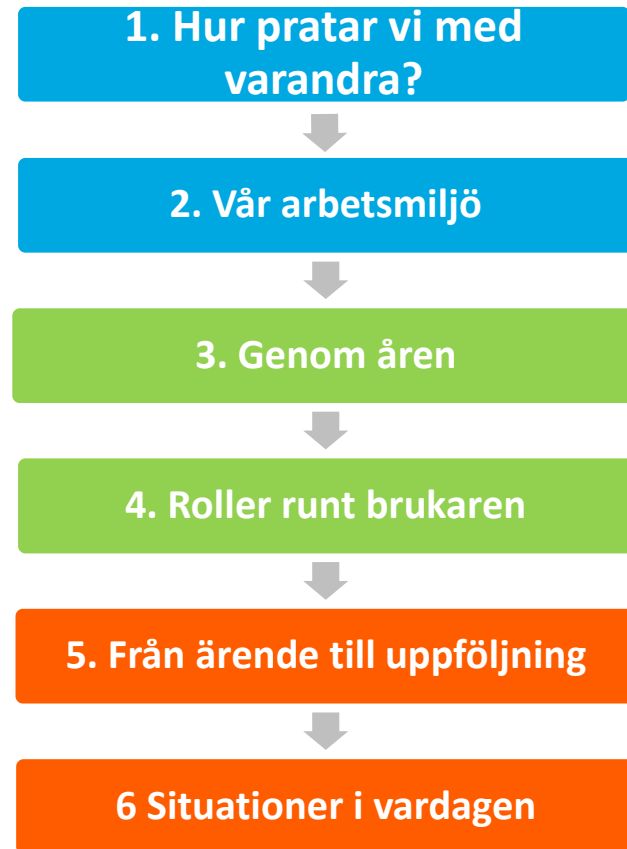 1. Hur pratar vi med
varandra?
2. Vår arbetsmiljö
3. Genom åren
4. Roller runt brukaren
5. Från ärende till uppföljning
6 Situationer i vardagen